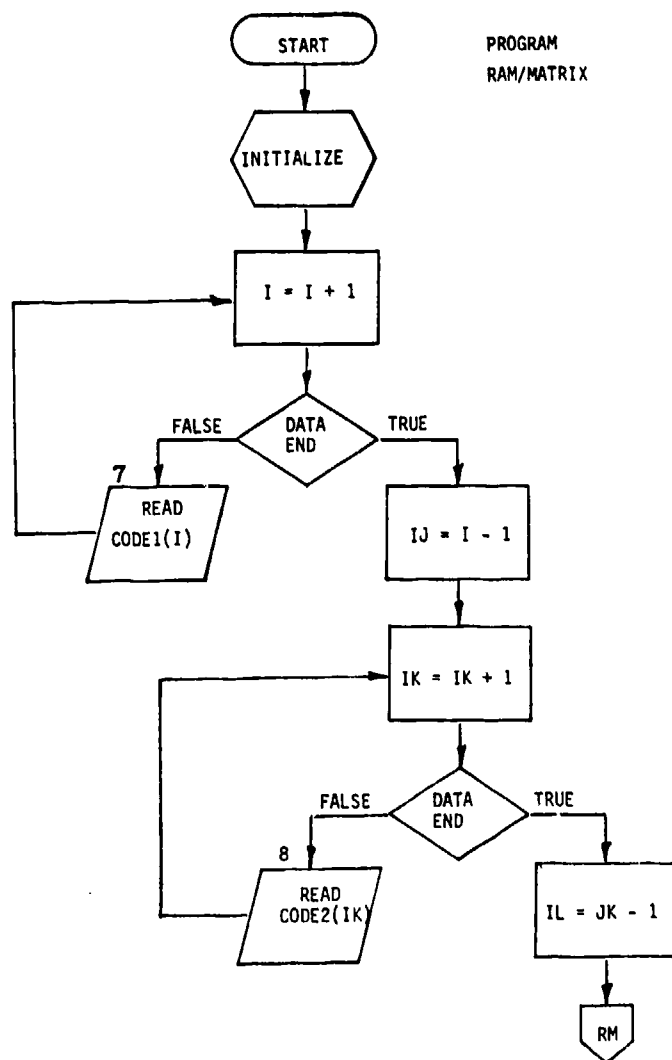 START
PROGRAM
RAM/MATRIX
INITIALIZE
I = I + 1
FALSE
DATA
END
TRUE
7
READ
CODE1(I)
IJ = I - 1
IK = IK + 1
FALSE
DATA
END
TRUE
8
READ
CODE2(IK)
IL = JK - 1
RM